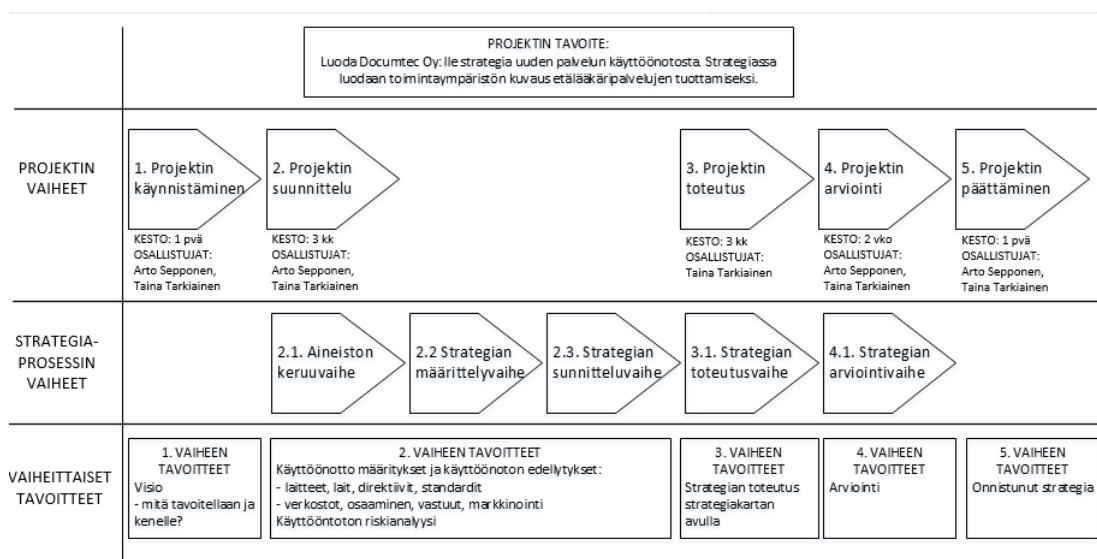 PROJEKTIN TAVOITE:
Luoda Documtec Oy: lle strategia uuden palvelun käyttöönotosta. Strategiassa
luodaan toimintaympäristön kuvaus etälääkäripalvelujen tuottamiseksi.
PROJEKTIN
VAIHEET
1. Projektin
käynnistäminen
KESTO: 1 pvä
OSALLISTUJAT:
Arto Sepponen,
Taina Tarkiainen
2. Projektin
suunnittelu
KESTO: 3 kk
OSALLISTUJAT:
Arto Sepponen,
Taina Tarkiainen
3. Projektin
toteutus
KESTO: 3 kk
OSALLISTUJAT:
Taina Tarkiainen
4. Projektin
arviointi
KESTO: 2 vko
OSALLISTUJAT:
Arto Sepponen,
Taina Tarkiainen
5. Projektin
päättäminen
KESTO: 1 pvä
OSALLISTUJAT:
Arto Sepponen,
Taina Tarkiainen
STRATEGIA-
PROSESSIN
VAIHEET
2.1. Aineiston
keruuvaihe
2.2 Strategian
määrittelyvaihe
2.3. Strategian
sunnitteluvaihe
3.1. Strategian
toteutusvaihe
4.1. Strategian
arviointivaihe
VAIHEITTAISET
TAVOITTEET
1. VAIHEEN
TAVOITTEET
Visio
- mitä tavoitellaan ja
kenelle?
2. VAIHEEN TAVOITTEET
Käyttöönotto määritykset ja käyttöönoton edellytykset:
- laitteet, lait, direktiivit, standardit
- verkostot, osaaminen, vastuut, markkinointi
Käyttööntoton riskianalyysi
3. VAIHEEN
TAVOITTEET
Strategian toteutus
strategiakartan
avulla
4. VAIHEEN
TAVOITTEET
Arviointi
5. VAIHEEN
TAVOITTEET
Onnistunut strategia